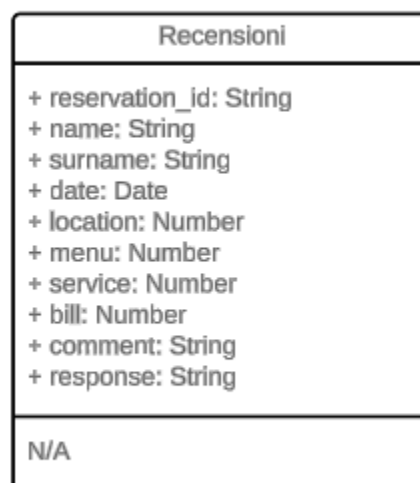 Recensioni
+ reservation_id: String
+ name: String
+ surname: String
+ date: Date
+ location: Number
+ menu: Number
+ service: Number
+ bill: Number
+ comment: String
+ response: String
N/A